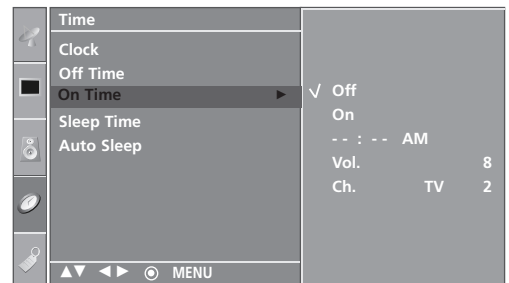 Time
Clock
Off Time
On Time ►
Sleep Time
Auto Sleep
√ Off
On
- - : - - AM
Vol. 8
Ch. TV 2
▲▼ ◄► ⦿ MENU